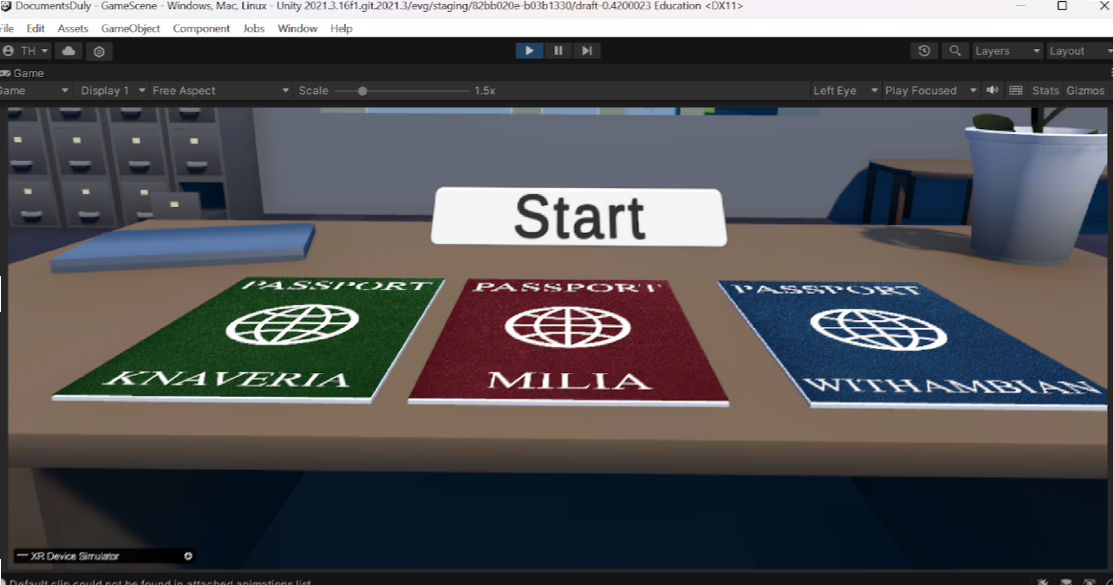 DocumentsDuly - GameScene - Windows, Mac, Linux - Unity 2021.3.16f1.git.2021.3/evg/staging/82bb020e-b03b1330/draft-0.4200023 Education <DX11>
File Edit Assets GameObject Component Jobs Window Help
TH Layers Layout
Game
Game Display 1 Free Aspect Scale 1.5x Left Eye Play Focused Stats Gizmos
Start
PASSPORT PASSPORT PASSPORT
KNAVERIA MILIA WITHAMBIAN
XR Device Simulator
Default clip could not be found in attached animations list.